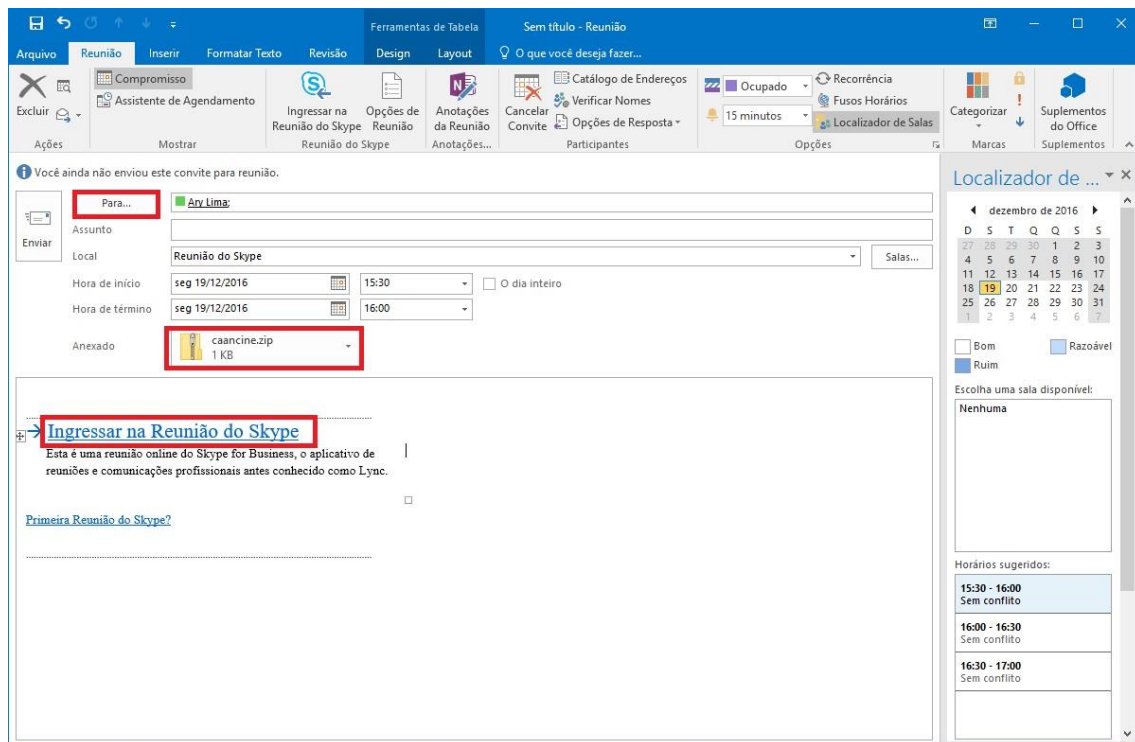 Ferramentas de Tabela
Sem título - Reunião
Arquivo Reunião Inserir Formatar Texto Revisão Design Layout O que você deseja fazer...
Excluir
Ações
Compromisso
Assistente de Agendamento
Mostrar
Ingressar na
Reunião do Skype
Reunião do Skype
Opções de
Reunião
Anotações
da Reunião
Anotações...
Cancelar
Convite
Catálogo de Endereços
Verificar Nomes
Opções de Resposta
Participantes
Ocupado
15 minutos
Recorrência
Fusos Horários
Localizador de Salas
Opções
Categorizar
Marcas
Suplementos
do Office
Suplementos
Você ainda não enviou este convite para reunião.
Enviar
Para... Ary Lima;
Assunto
Local Reunião do Skype Salas...
Hora de início seg 19/12/2016 15:30 O dia inteiro
Hora de término seg 19/12/2016 16:00
Anexado caancine.zip
1 KB
Ingressar na Reunião do Skype
Esta é uma reunião online do Skype for Business, o aplicativo de
reuniões e comunicações profissionais antes conhecido como Lync.
Primeira Reunião do Skype?
Localizador de ...
dezembro de 2016
D S T Q Q S S
27 28 29 30 1 2 3
4 5 6 7 8 9 10
11 12 13 14 15 16 17
18 19 20 21 22 23 24
25 26 27 28 29 30 31
1 2 3 4 5 6 7
Bom Razoável
Ruim
Escolha uma sala disponível:
Nenhuma
Horários sugeridos:
15:30 - 16:00
Sem conflito
16:00 - 16:30
Sem conflito
16:30 - 17:00
Sem conflito